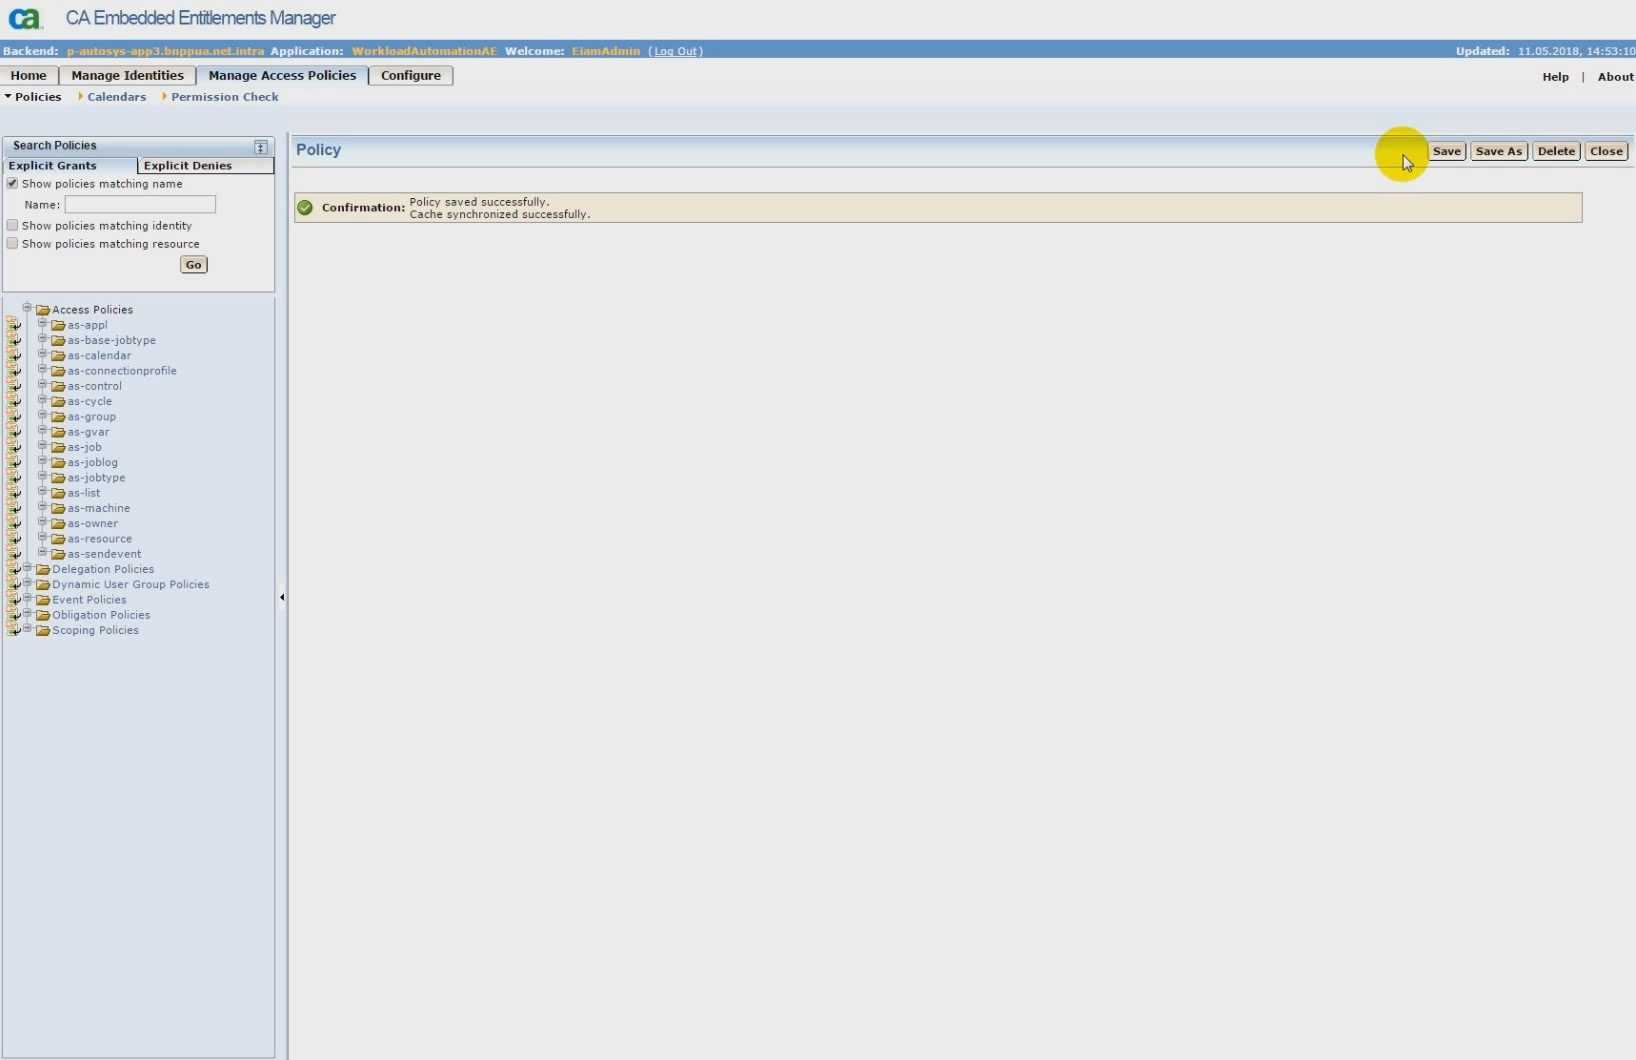 ca CA Embedded Entitlements Manager
Backend: p-autosys-app3.bnppua.net.intra Application: WorkloadAutomationAE Welcome: EiamAdmin (Log Out) Updated: 11.05.2018, 14:53:10
Home Manage Identities Manage Access Policies Configure Help | About
Policies Calendars Permission Check
Search Policies
Explicit Grants Explicit Denies
Show policies matching name
Name:
Show policies matching identity
Show policies matching resource
Go
Access Policies
as-appl
as-base-jobtype
as-calendar
as-connectionprofile
as-control
as-cycle
as-group
as-gvar
as-job
as-joblog
as-jobtype
as-list
as-machine
as-owner
as-resource
as-sendevent
Delegation Policies
Dynamic User Group Policies
Event Policies
Obligation Policies
Scoping Policies
Policy Save Save As Delete Close
Confirmation: Policy saved successfully.
Cache synchronized successfully.